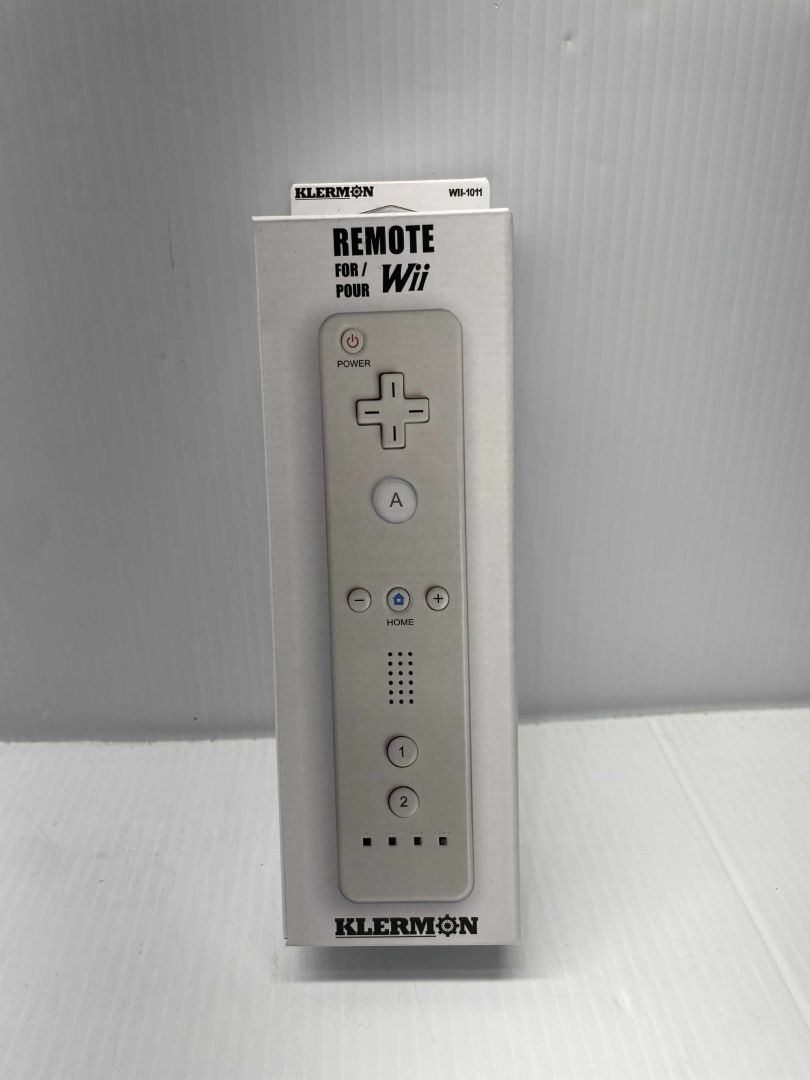 KLERMON WII-1011
REMOTE
FOR / POUR Wii
POWER
A
− +
HOME
1
2
KLERMON